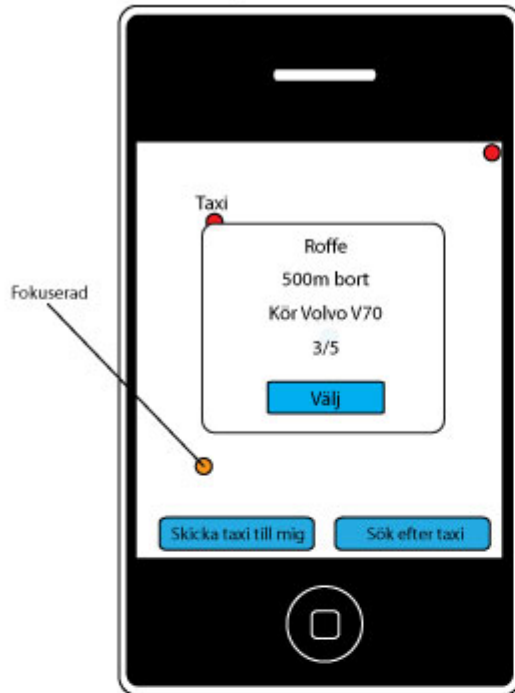 Taxi
Roffe
500m bort
Fokuserad
Kör Volvo V70
3/5
Välj
Skicka taxi till mig
Sök efter taxi